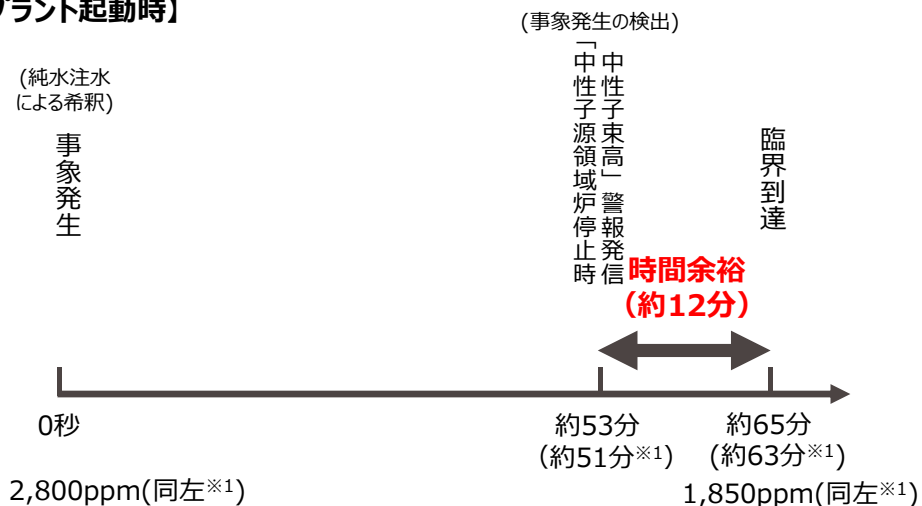 プラント起動時】
(純水注水
による希釈)
事象発生
(事象発生の検出)
「中性子源領域炉停止時
中性子束高」警報発信
臨界到達
時間余裕
（約12分）
0秒
約53分
（約51分※1）
約65分
（約63分※1）
2,800ppm(同左※1)
1,850ppm(同左※1)